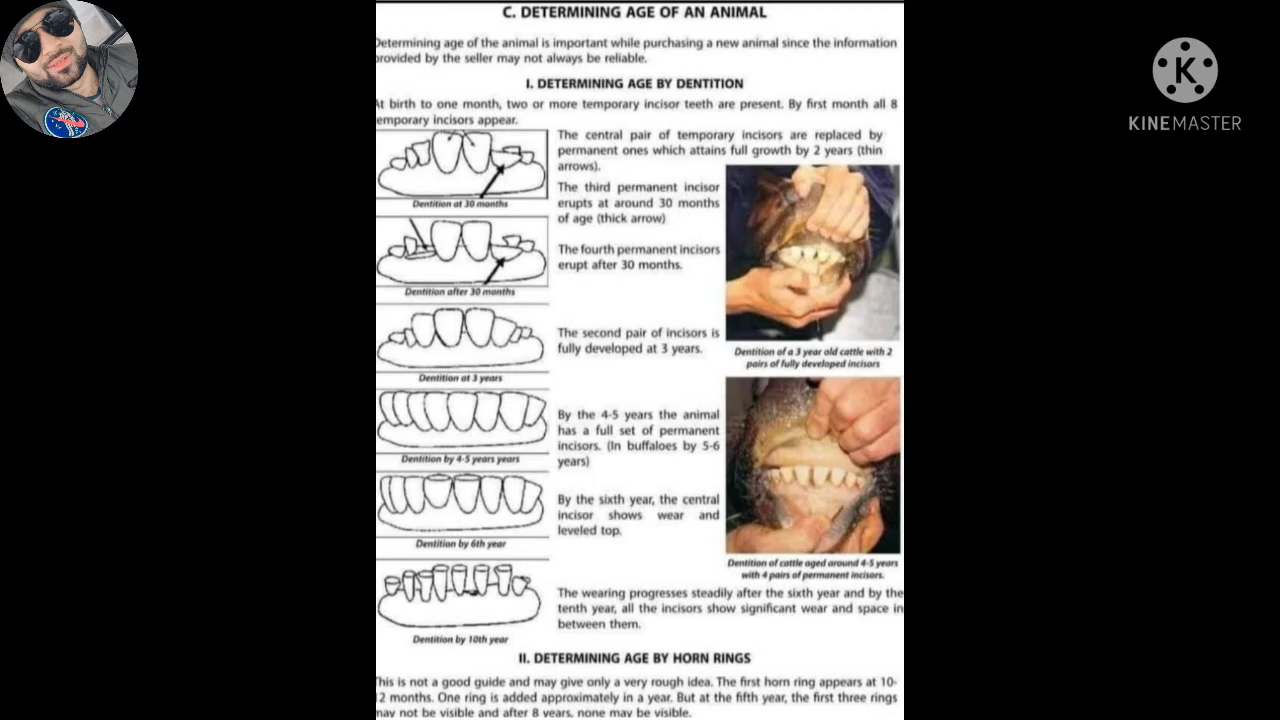 C. DETERMINING AGE OF AN ANIMAL
Determining age of the animal is important while purchasing a new animal since the information
provided by the seller may not always be reliable.
I. DETERMINING AGE BY DENTITION
At birth to one month, two or more temporary incisor teeth are present. By first month all 8
temporary incisors appear.
The central pair of temporary incisors are replaced by
permanent ones which attains full growth by 2 years (thin
arrows).
Dentition at 30 months
The third permanent incisor
erupts at around 30 months
of age (thick arrow)
The fourth permanent incisors
erupt after 30 months.
Dentition after 30 months
The second pair of incisors is
fully developed at 3 years.
Dentition of a 3 year old cattle with 2
pairs of fully developed incisors
Dentition at 3 years
By the 4-5 years the animal
has a full set of permanent
incisors. (In buffaloes by 5-6
years)
Dentition by 4-5 years years
By the sixth year, the central
incisor shows wear and
leveled top.
Dentition by 6th year
Dentition of cattle aged around 4-5 years
with 4 pairs of permanent incisors.
The wearing progresses steadily after the sixth year and by the
tenth year, all the incisors show significant wear and space in
between them.
Dentition by 10th year
II. DETERMINING AGE BY HORN RINGS
This is not a good guide and may give only a very rough idea. The first horn ring appears at 10-
12 months. One ring is added approximately in a year. But at the fifth year, the first three rings
may not be visible and after 8 years, none may be visible.
K
KINEMASTER